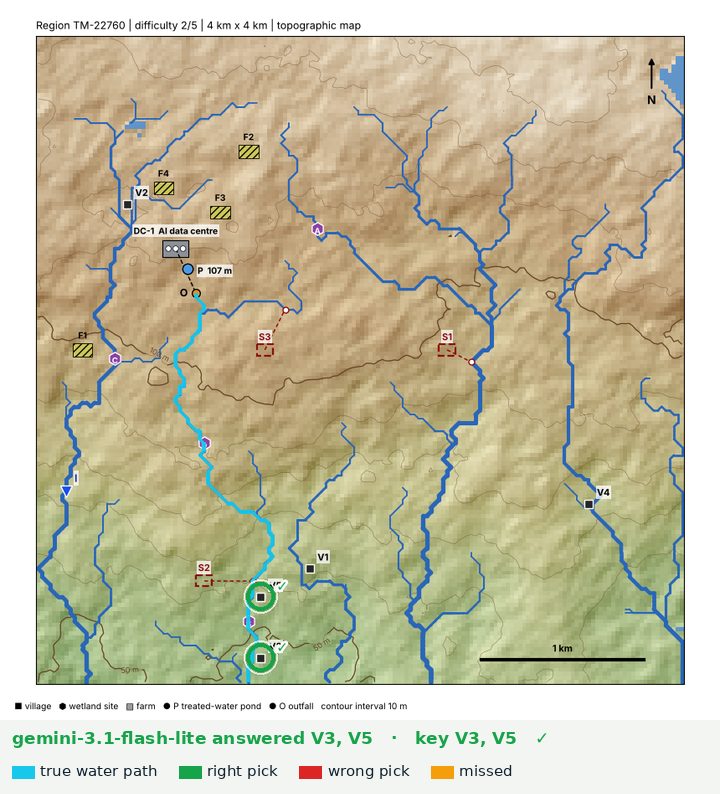 Region TM-22760 | difficulty 2/5 | 4 km x 4 km | topographic map
N
F2
F4
V2
F3
DC-1 AI data centre
A
P 107 m
O
S3
S1
F1
100 m
C
I
V4
V1
S2
50 m
50 m
1 km
■ village ⬢ wetland site ▨ farm ● P treated-water pond ● O outfall contour interval 10 m
gemini-3.1-flash-lite answered V3, V5 · key V3, V5 ✓
true water path right pick wrong pick missed